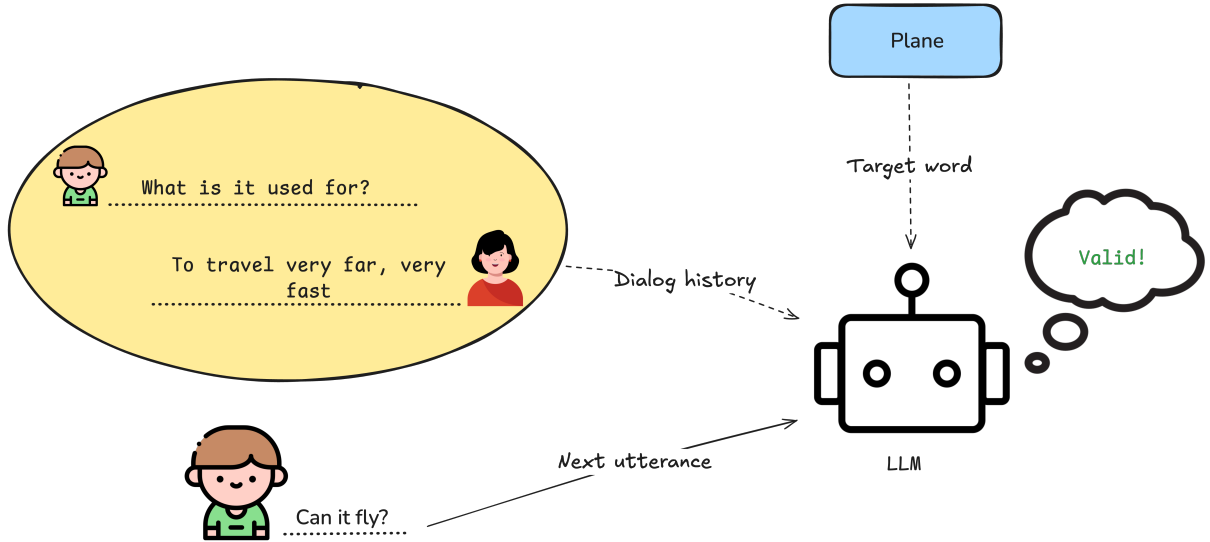 Plane
Target word
What is it used for?
To travel very far, very
fast
Dialog history
Valid!
Next utterance
LLM
Can it fly?